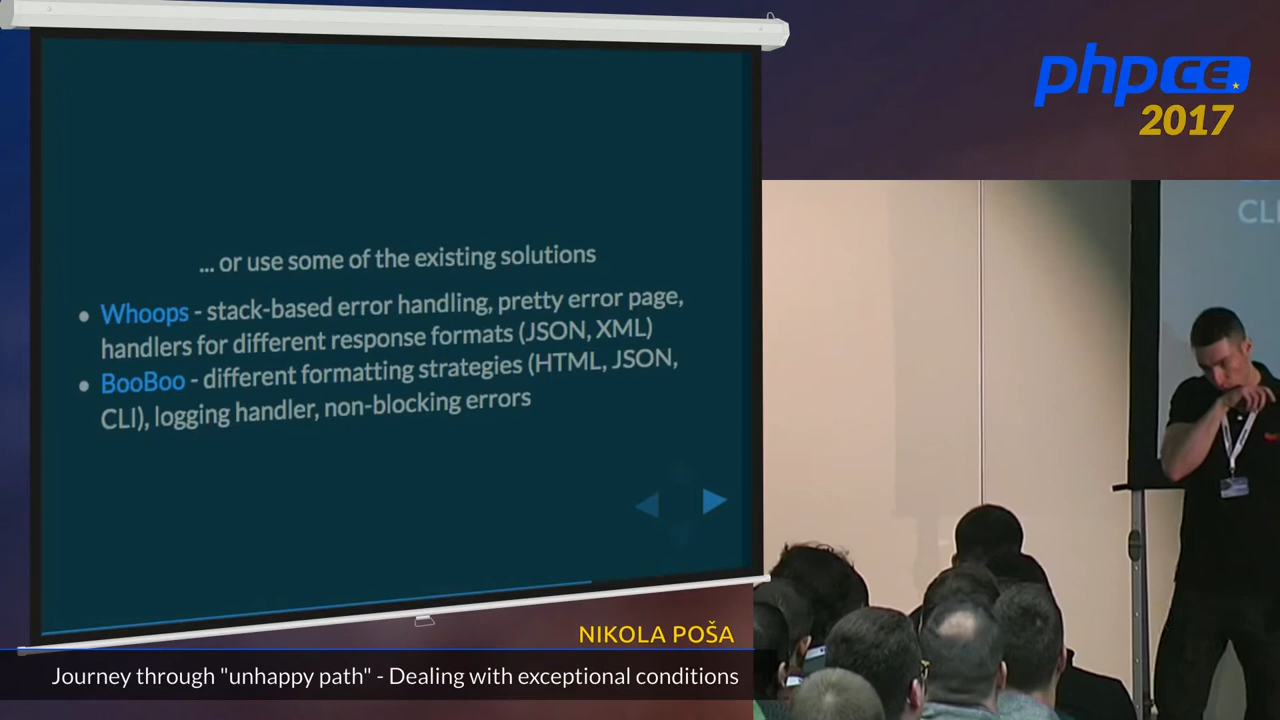 phpCE
2017
... or use some of the existing solutions
Whoops - stack-based error handling, pretty error page,
handlers for different response formats (JSON, XML)
BooBoo - different formatting strategies (HTML, JSON,
CLI), logging handler, non-blocking errors
CLI
NIKOLA POŠA
Journey through "unhappy path" - Dealing with exceptional conditions